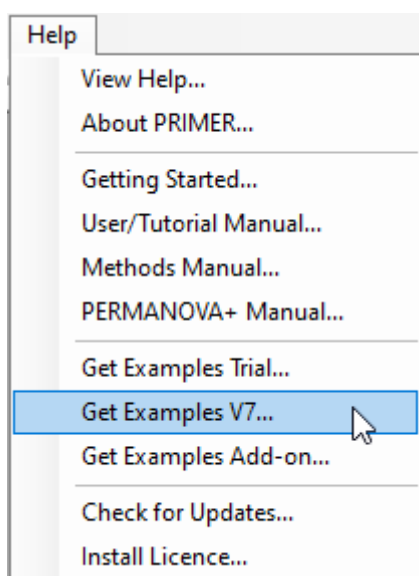 Help
View Help...
About PRIMER...
Getting Started...
User/Tutorial Manual...
Methods Manual...
PERMANOVA+ Manual...
Get Examples Trial...
Get Examples V7...
Get Examples Add-on...
Check for Updates...
Install Licence...